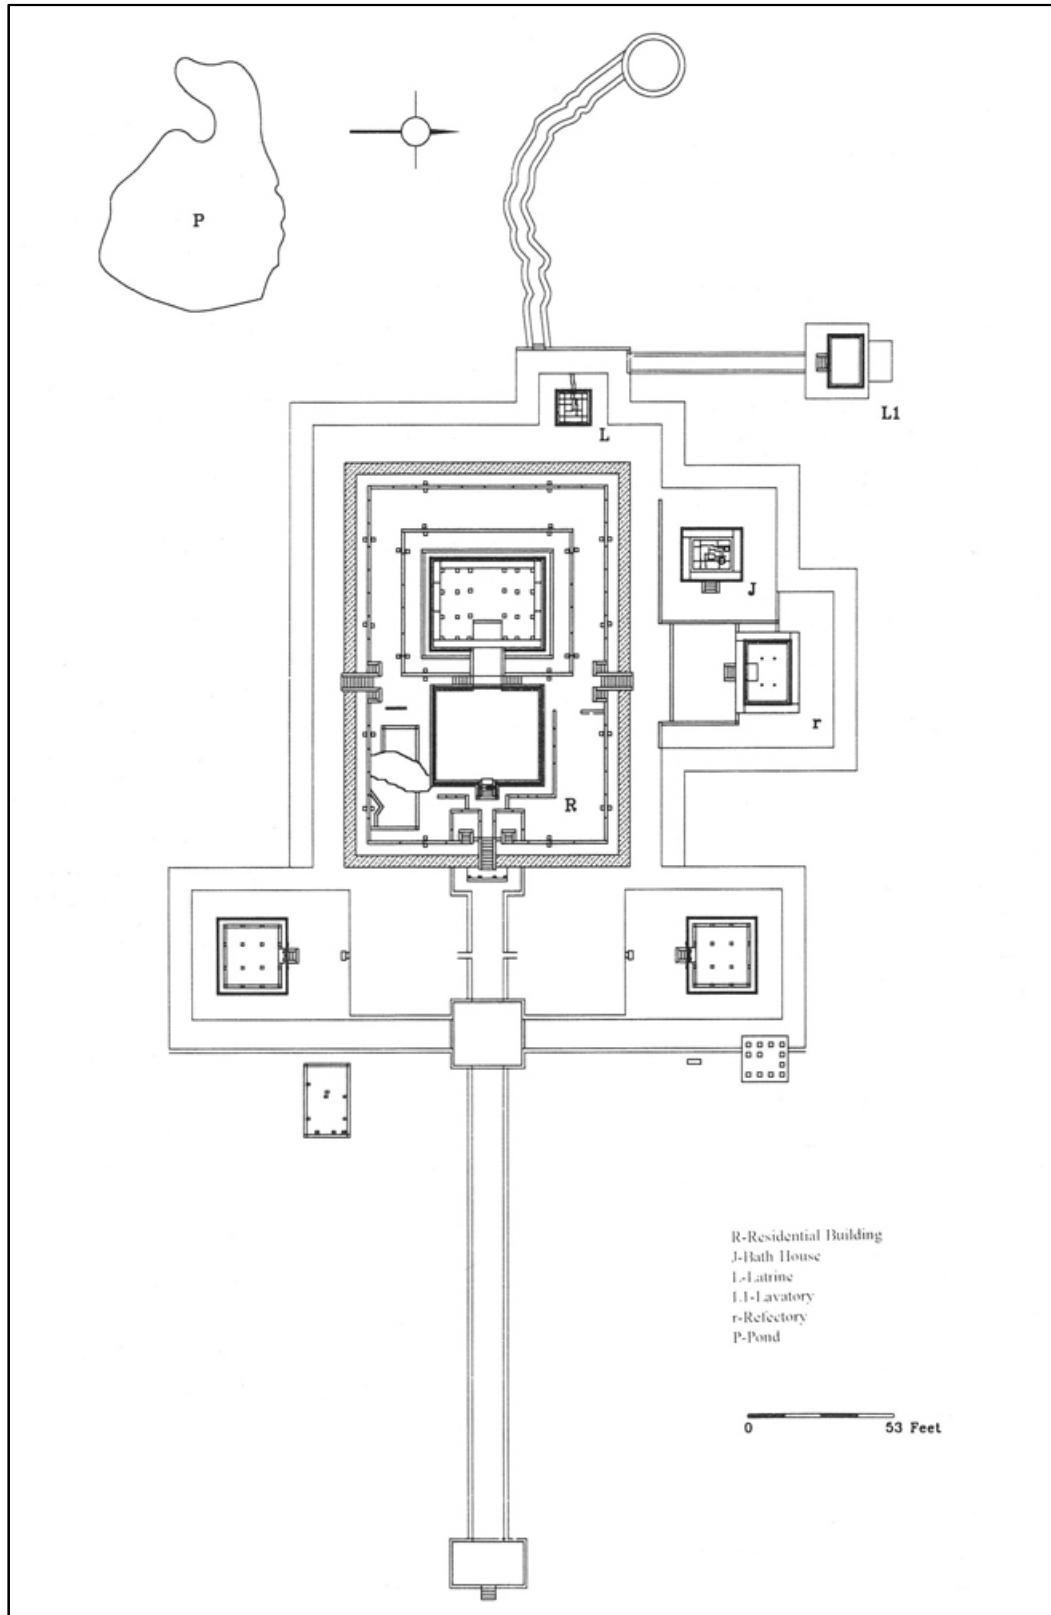 P
L1
L
J
r
R
R-Residential Building
J-Bath House
L-Latrine
L1-Lavatory
r-Refectory
P-Pond
0 53 Feet